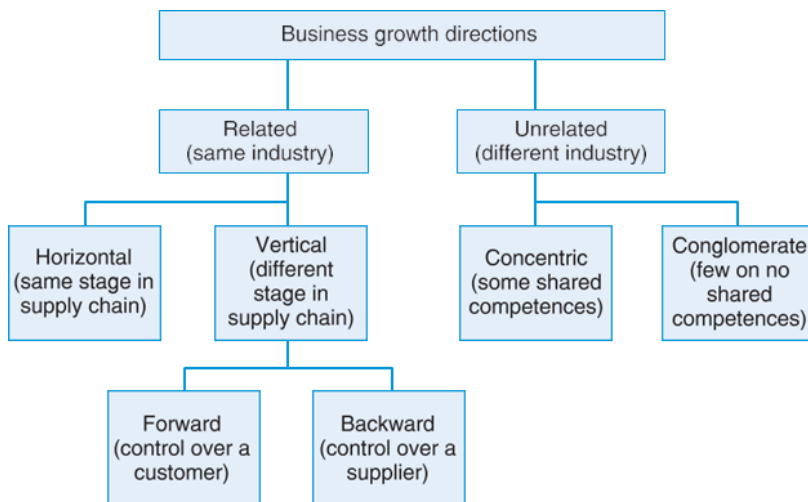 Business growth directions
Related
(same industry)
Unrelated
(different industry)
Horizontal
(same stage in
supply chain)
Vertical
(different
stage in
supply chain)
Concentric
(some shared
competences)
Conglomerate
(few on no
shared
competences)
Forward
(control over a
customer)
Backward
(control over a
supplier)